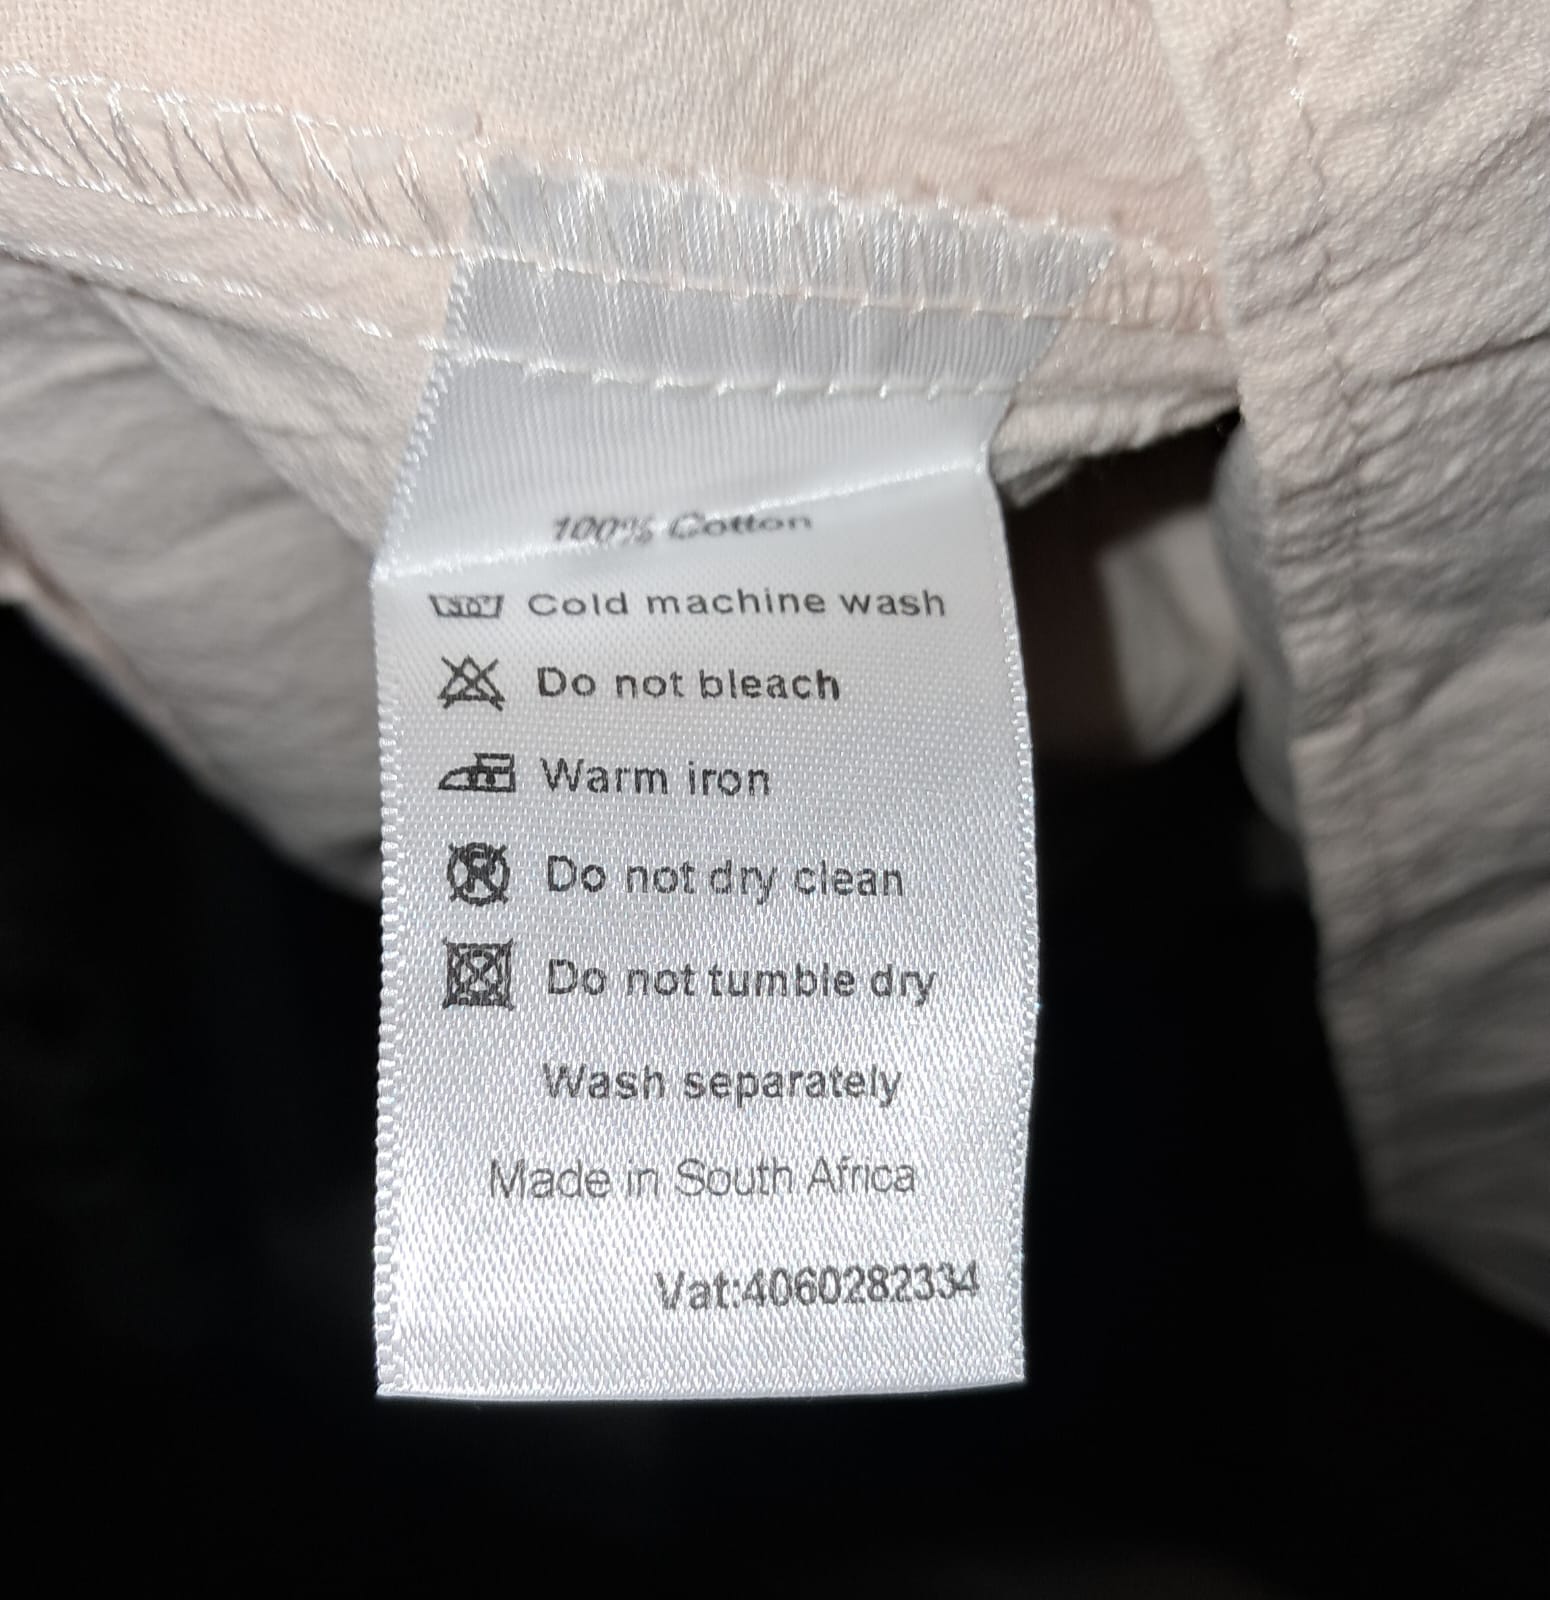 100% Cotton
30° Cold machine wash
Do not bleach
Warm iron
Do not dry clean
Do not tumble dry
Wash separately
Made in South Africa
Vat:4060282334